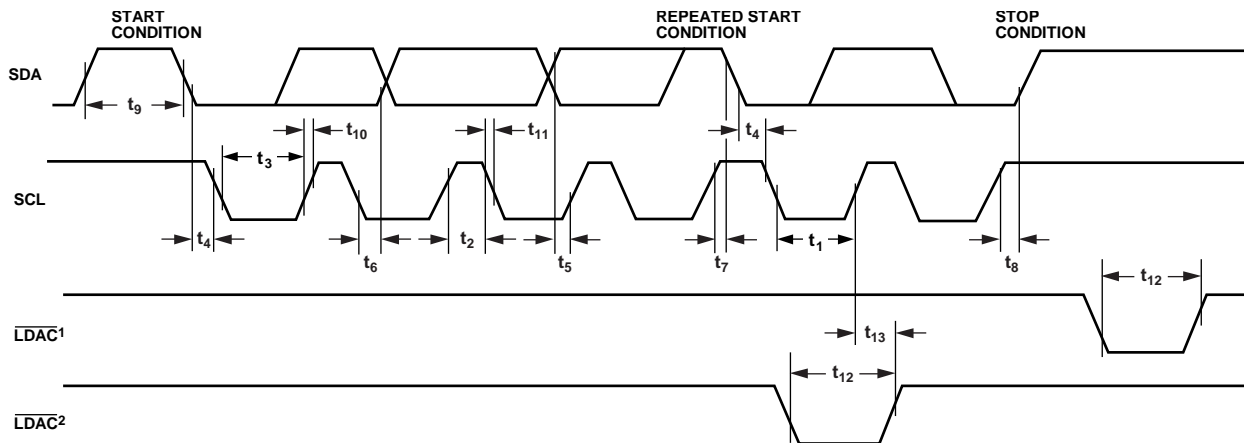 START
CONDITION
REPEATED START
CONDITION
STOP
CONDITION
SDA
t9
t10
t11
t4
t3
SCL
t4
t6
t2
t5
t7
t1
t8
t12
LDAC1
t13
t12
LDAC2